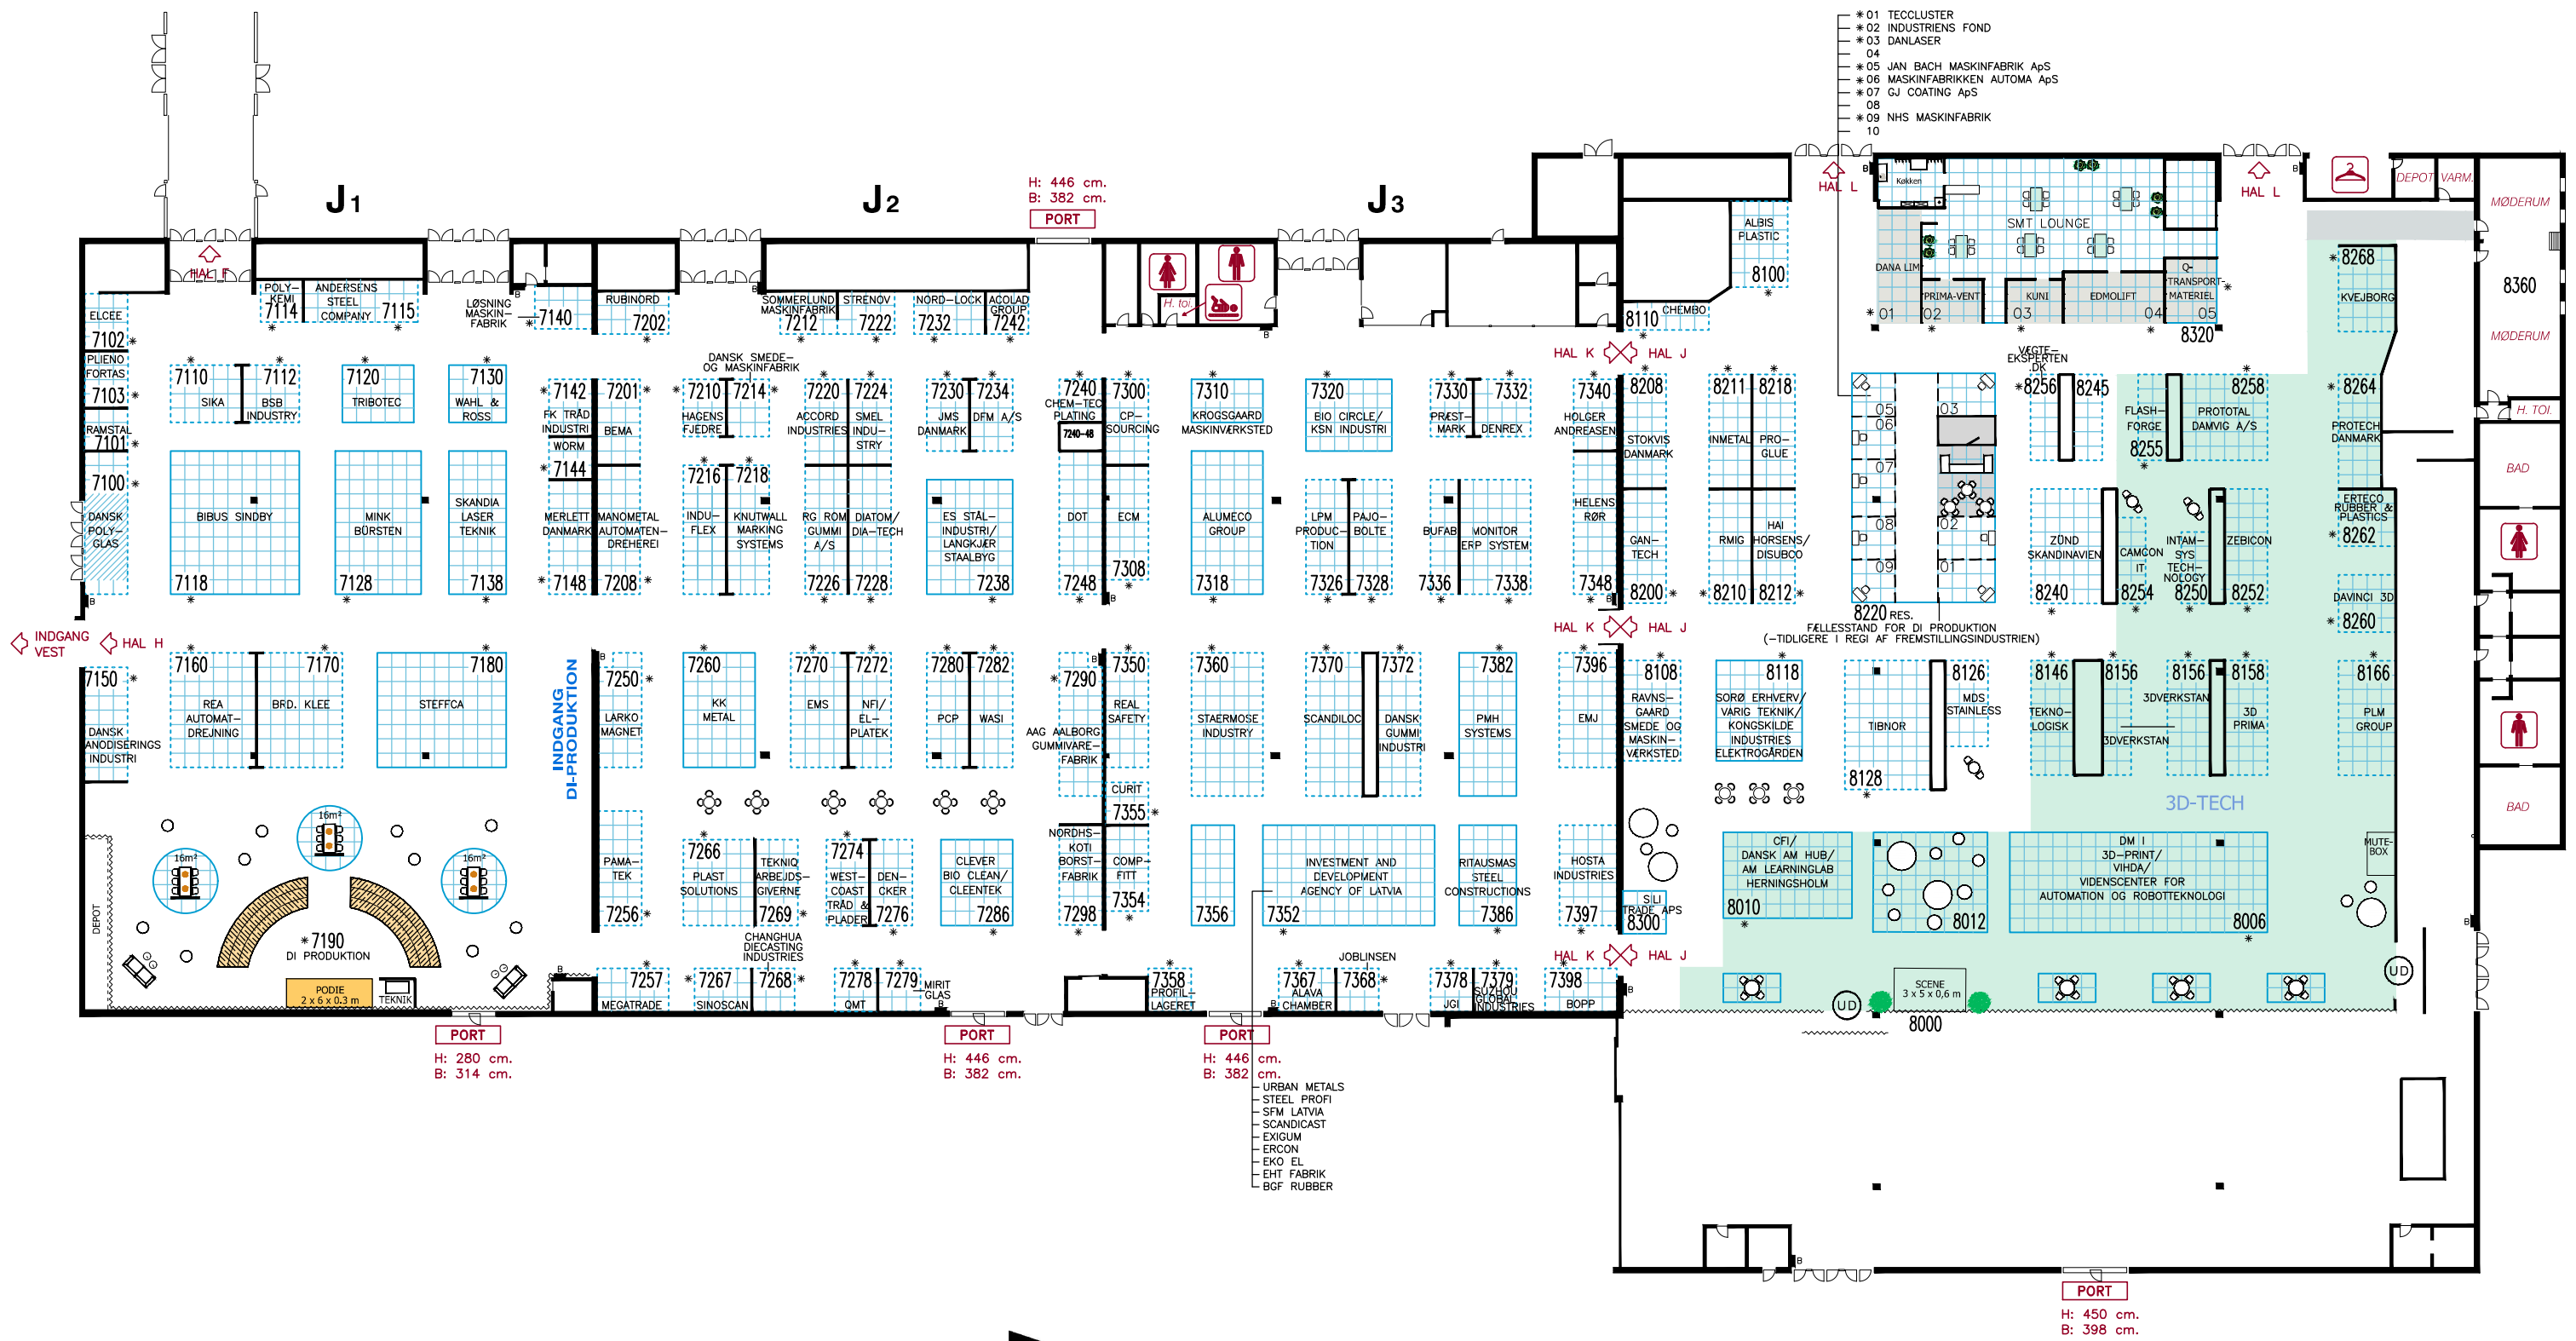 *01 TECCLUSTER
*02 INDUSTRIENS FOND
*03 DANLASER
04
*05 JAN BACH MASKINFABRIK ApS
*06 MASKINFABRIKKEN AUTOMA ApS
*07 GJ COATING ApS
08
*09 NHS MASKINFABRIK
10
J1
J2
J3
H: 446 cm.
B: 382 cm.
PORT
HAL F
HAL L
HAL L
DEPOT
VARM.
MØDERUM
8360
MØDERUM
H. TOI.
BAD
BAD
Køkken
SMT LOUNGE
DANA LIM
PRIMA-VENT
KUNI
EDMOLIFT
Q-
TRANSPORT-
MATERIEL
*01
02
03
04
05
8320
ELCEE
7102
PLIENO
FORTAS
7103
RAMSTAL
7101
7100
DANSK
POLY-
GLAS
POLY-
KEMI
7114
ANDERSENS
STEEL
COMPANY
7115
LØSNING
MASKIN-
FABRIK
7140
RUBINORD
7202
SOMMERLUND
MASKINFABRIK
7212
STRENOV
7222
NORD-LOCK
7232
ACOLAD
GROUP
7242
H. toi.
ALBIS
PLASTIC
8100
CHEMBO
8110
HAL K
HAL J
7110
SIKA
7112
BSB
INDUSTRY
7120
TRIBOTEC
7130
WAHL &
ROSS
7142
FK TRÅD
INDUSTRI
WORM
7144
MERLETT
DANMARK
7148
7201
BEMA
MANOMETAL
AUTOMATEN-
DREHEREI
7208
DANSK SMEDE-
OG MASKINFABRIK
7210
HAGENS
FJEDRE
7214
7216
INDU-
FLEX
7218
KNUTWALL
MARKING
SYSTEMS
7220
ACCORD
INDUSTRIES
7224
SMEL
INDU-
STRY
RG ROM
GUMMI
A/S
7226
DIATOM/
DIA-TECH
7228
7230
JMS
DANMARK
7234
DFM A/S
ES STÅL-
INDUSTRI/
LANGKJÆR
STAALBYG
7238
7240
CHEM-TEC
PLATING
7240-48
DOT
7248
7300
CP-
SOURCING
ECM
7308
7310
KROGSGAARD
MASKINVÆRKSTED
ALUMECO
GROUP
7318
7320
BIO CIRCLE/
KSN INDUSTRI
LPM
PRODUC-
TION
7326
PAJO-
BOLTE
7328
7330
PRÆST-
MARK
7332
DENREX
BUFAB
7336
MONITOR
ERP SYSTEM
7338
7340
HOLGER
ANDREASEN
HELENS
RØR
7348
BIBUS SINDBY
7118
MINK
BÜRSTEN
7128
SKANDIA
LASER
TEKNIK
7138
8208
STOKVIS
DANMARK
GAN-
TECH
8200
8211
INMETAL
8218
PRO-
GLUE
RMIG
8210
HAI
HORSENS/
DISUBCO
8212
05
06
07
08
09
03
02
01
8220 RES.
FÆLLESSTAND FOR DI PRODUKTION
(-TIDLIGERE I REGI AF FREMSTILLINGSINDUSTRIEN)
VÆGTE-
EKSPERTEN
.DK
8256
8245
FLASH-
FORGE
8255
8258
PROTOTAL
DAMVIG A/S
ZÜND
SKANDINAVIEN
8240
CAMCON
IT
8254
INTAM-
SYS
TECH-
NOLOGY
8250
ZEBICON
8252
8268
KVEJBORG
8264
PROTECH
DANMARK
ERTECO
RUBBER &
PLASTICS
8262
DAVINCI 3D
8260
INDGANG
VEST
HAL H
HAL K
HAL J
7150
DANSK
ANODISERINGS
INDUSTRI
7160
REA
AUTOMAT-
DREJNING
7170
BRD. KLEE
7180
STEFFCA
INDGANG
DI-PRODUKTION
7250
LARKO
MAGNET
7260
KK
METAL
7270
EMS
7272
NFI/
EL-
PLATEK
7280
PCP
7282
WASI
7290
AAG AALBORG
GUMMIVARE-
FABRIK
7350
REAL
SAFETY
CURIT
7355
7360
STAERMOSE
INDUSTRY
7370
SCANDILOC
7372
DANSK
GUMMI
INDUSTRI
7382
PMH
SYSTEMS
7396
EMJ
8108
RAVNS-
GAARD
SMEDE OG
MASKIN-
VÆRKSTED
8118
SORØ ERHVERV/
VARIG TEKNIK/
KONGSKILDE
INDUSTRIES
ELEKTROGÅRDEN
TIBNOR
8128
8126
MDS
STAINLESS
8146
TEKNO-
LOGISK
8156
3DVERKSTAN
8156
3DVERKSTAN
8158
3D
PRIMA
8166
PLM
GROUP
3D-TECH
16m²
16m²
16m²
DEPOT
*7190
DI PRODUKTION
PODIE
2 x 6 x 0.3 m
TEKNIK
PAMA-
TEK
7256
7266
PLAST
SOLUTIONS
TEKNIQ
ARBEJDS-
GIVERNE
7269
7274
WEST-
COAST
TRÅD &
PLADER
DEN-
CKER
7276
CLEVER
BIO CLEAN/
CLEENTEK
7286
NORDHS-
KOTI
BORST-
FABRIK
7298
COMP-
FITT
7354
7356
INVESTMENT AND
DEVELOPMENT
AGENCY OF LATVIA
7352
RITAUSMAS
STEEL
CONSTRUCTIONS
7386
HOSTA
INDUSTRIES
7397
SILI
TRADE APS
8300
CFI/
DANSK AM HUB/
AM LEARNINGLAB
HERNINGSHOLM
8010
8012
DM I
3D-PRINT/
VIHDA/
VIDENSCENTER FOR
AUTOMATION OG ROBOTTEKNOLOGI
8006
MUTE-
BOX
UD
UD
SCENE
3 x 5 x 0,6 m
8000
HAL K
HAL J
7257
MEGATRADE
7267
SINOSCAN
CHANGHUA
DIECASTING
INDUSTRIES
7268
7278
QMT
7279
MIRIT
GLAS
7358
PROFIL-
LAGERET
7367
ALAVA
CHAMBER
JOBLINSEN
7368
7378
JGI
7379
SUZHOU
GLOBAL
INDUSTRIES
7398
BOPP
PORT
H: 280 cm.
B: 314 cm.
PORT
H: 446 cm.
B: 382 cm.
PORT
H: 446 cm.
B: 382 cm.
URBAN METALS
STEEL PROFI
SFM LATVIA
SCANDICAST
EXIGUM
ERCON
EKO EL
EHT FABRIK
BGF RUBBER
PORT
H: 450 cm.
B: 398 cm.